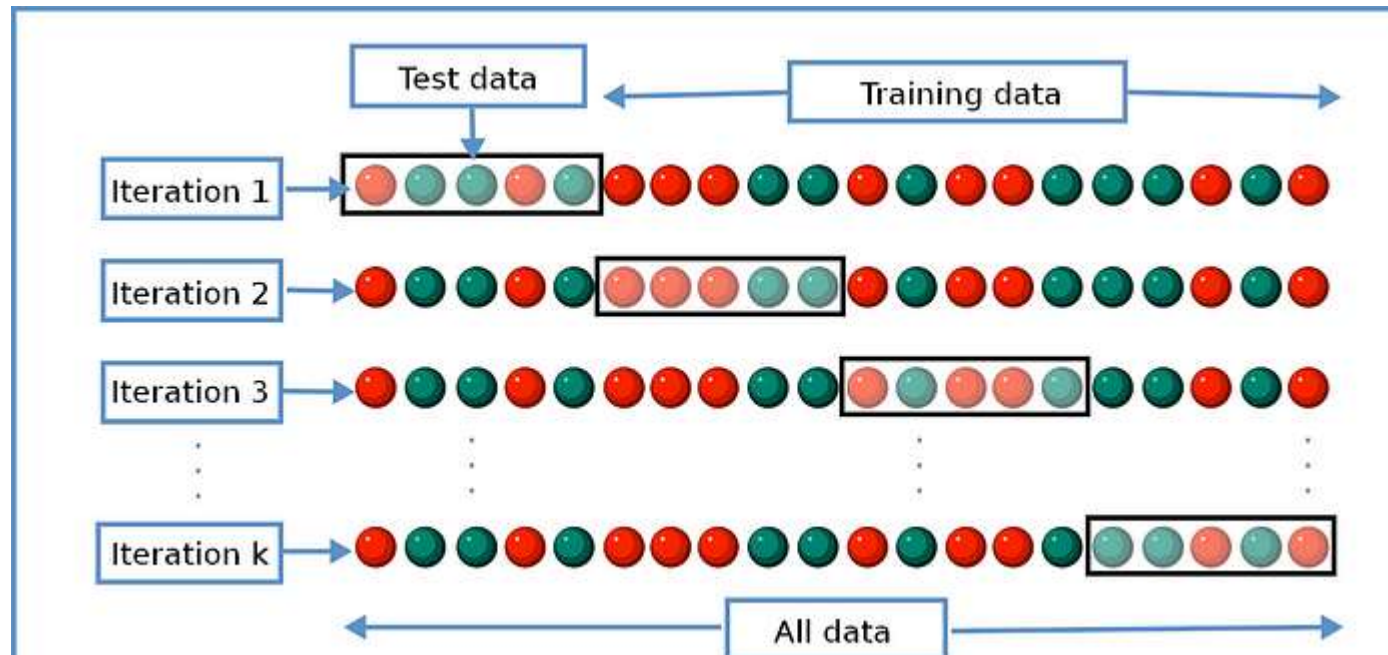 Test data
Training data
Iteration 1
Iteration 2
Iteration 3
Iteration k
All data